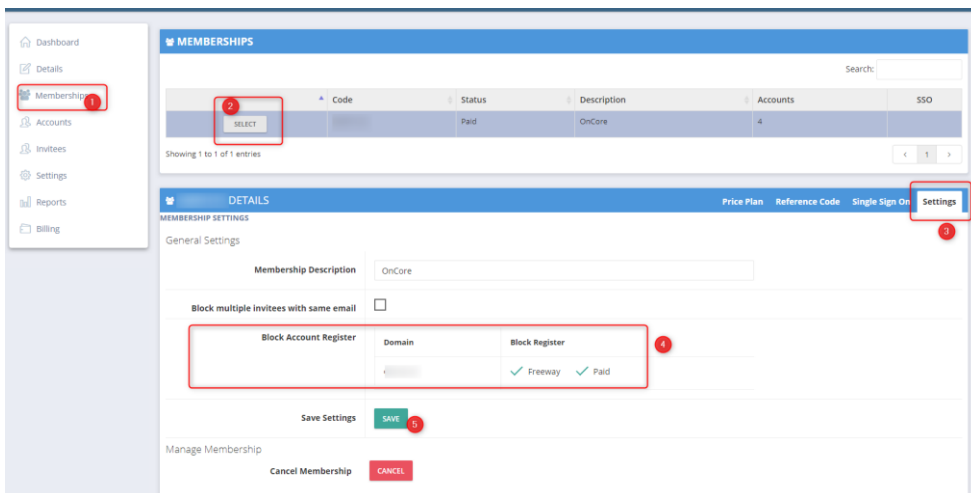 Dashboard
Details
Memberships
1
Accounts
Invitees
Settings
Reports
Billing
MEMBERSHIPS
Search:
2
Code Status Description Accounts SSO
SELECT Paid OnCore 4
Showing 1 to 1 of 1 entries
< 1 >
DETAILS Price Plan Reference Code Single Sign On Settings
3
MEMBERSHIP SETTINGS
General Settings
Membership Description OnCore
Block multiple invitees with same email
Block Account Register Domain Block Register
4
Freeway Paid
Save Settings SAVE
5
Manage Membership
Cancel Membership CANCEL